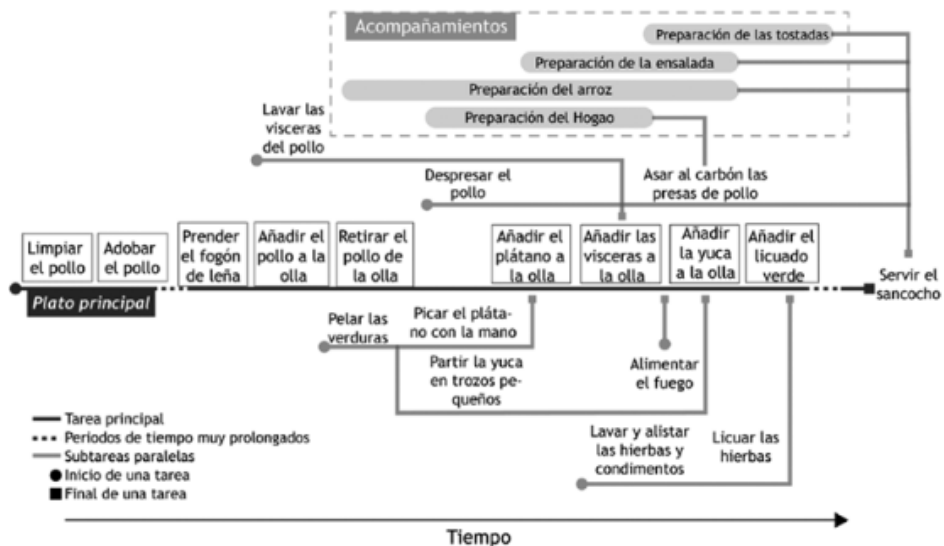 Acompañamientos
Preparación de las tostadas
Preparación de la ensalada
Preparación del arroz
Preparación del Hogao
Lavar las
vísceras
del pollo
Despresar el
pollo
Asar al carbón las
presas de pollo
Limpiar
el pollo
Adobar
el pollo
Prender
el fogón
de leña
Añadir el
pollo a la
olla
Retirar el
pollo de
la olla
Añadir el
plátano a
la olla
Añadir las
vísceras a
la olla
Añadir
la yuca
a la olla
Añadir el
licuado
verde
Servir el
sancocho
Plato principal
Pelar las
verduras
Picar el pláta-
no con la mano
Partir la yuca
en trozos pe-
queños
Alimentar
el fuego
Lavar y alistar
las hierbas y
condimentos
Licuar las
hierbas
Tarea principal
Periodos de tiempo muy prolongados
Subtareas paralelas
Inicio de una tarea
Final de una tarea
Tiempo